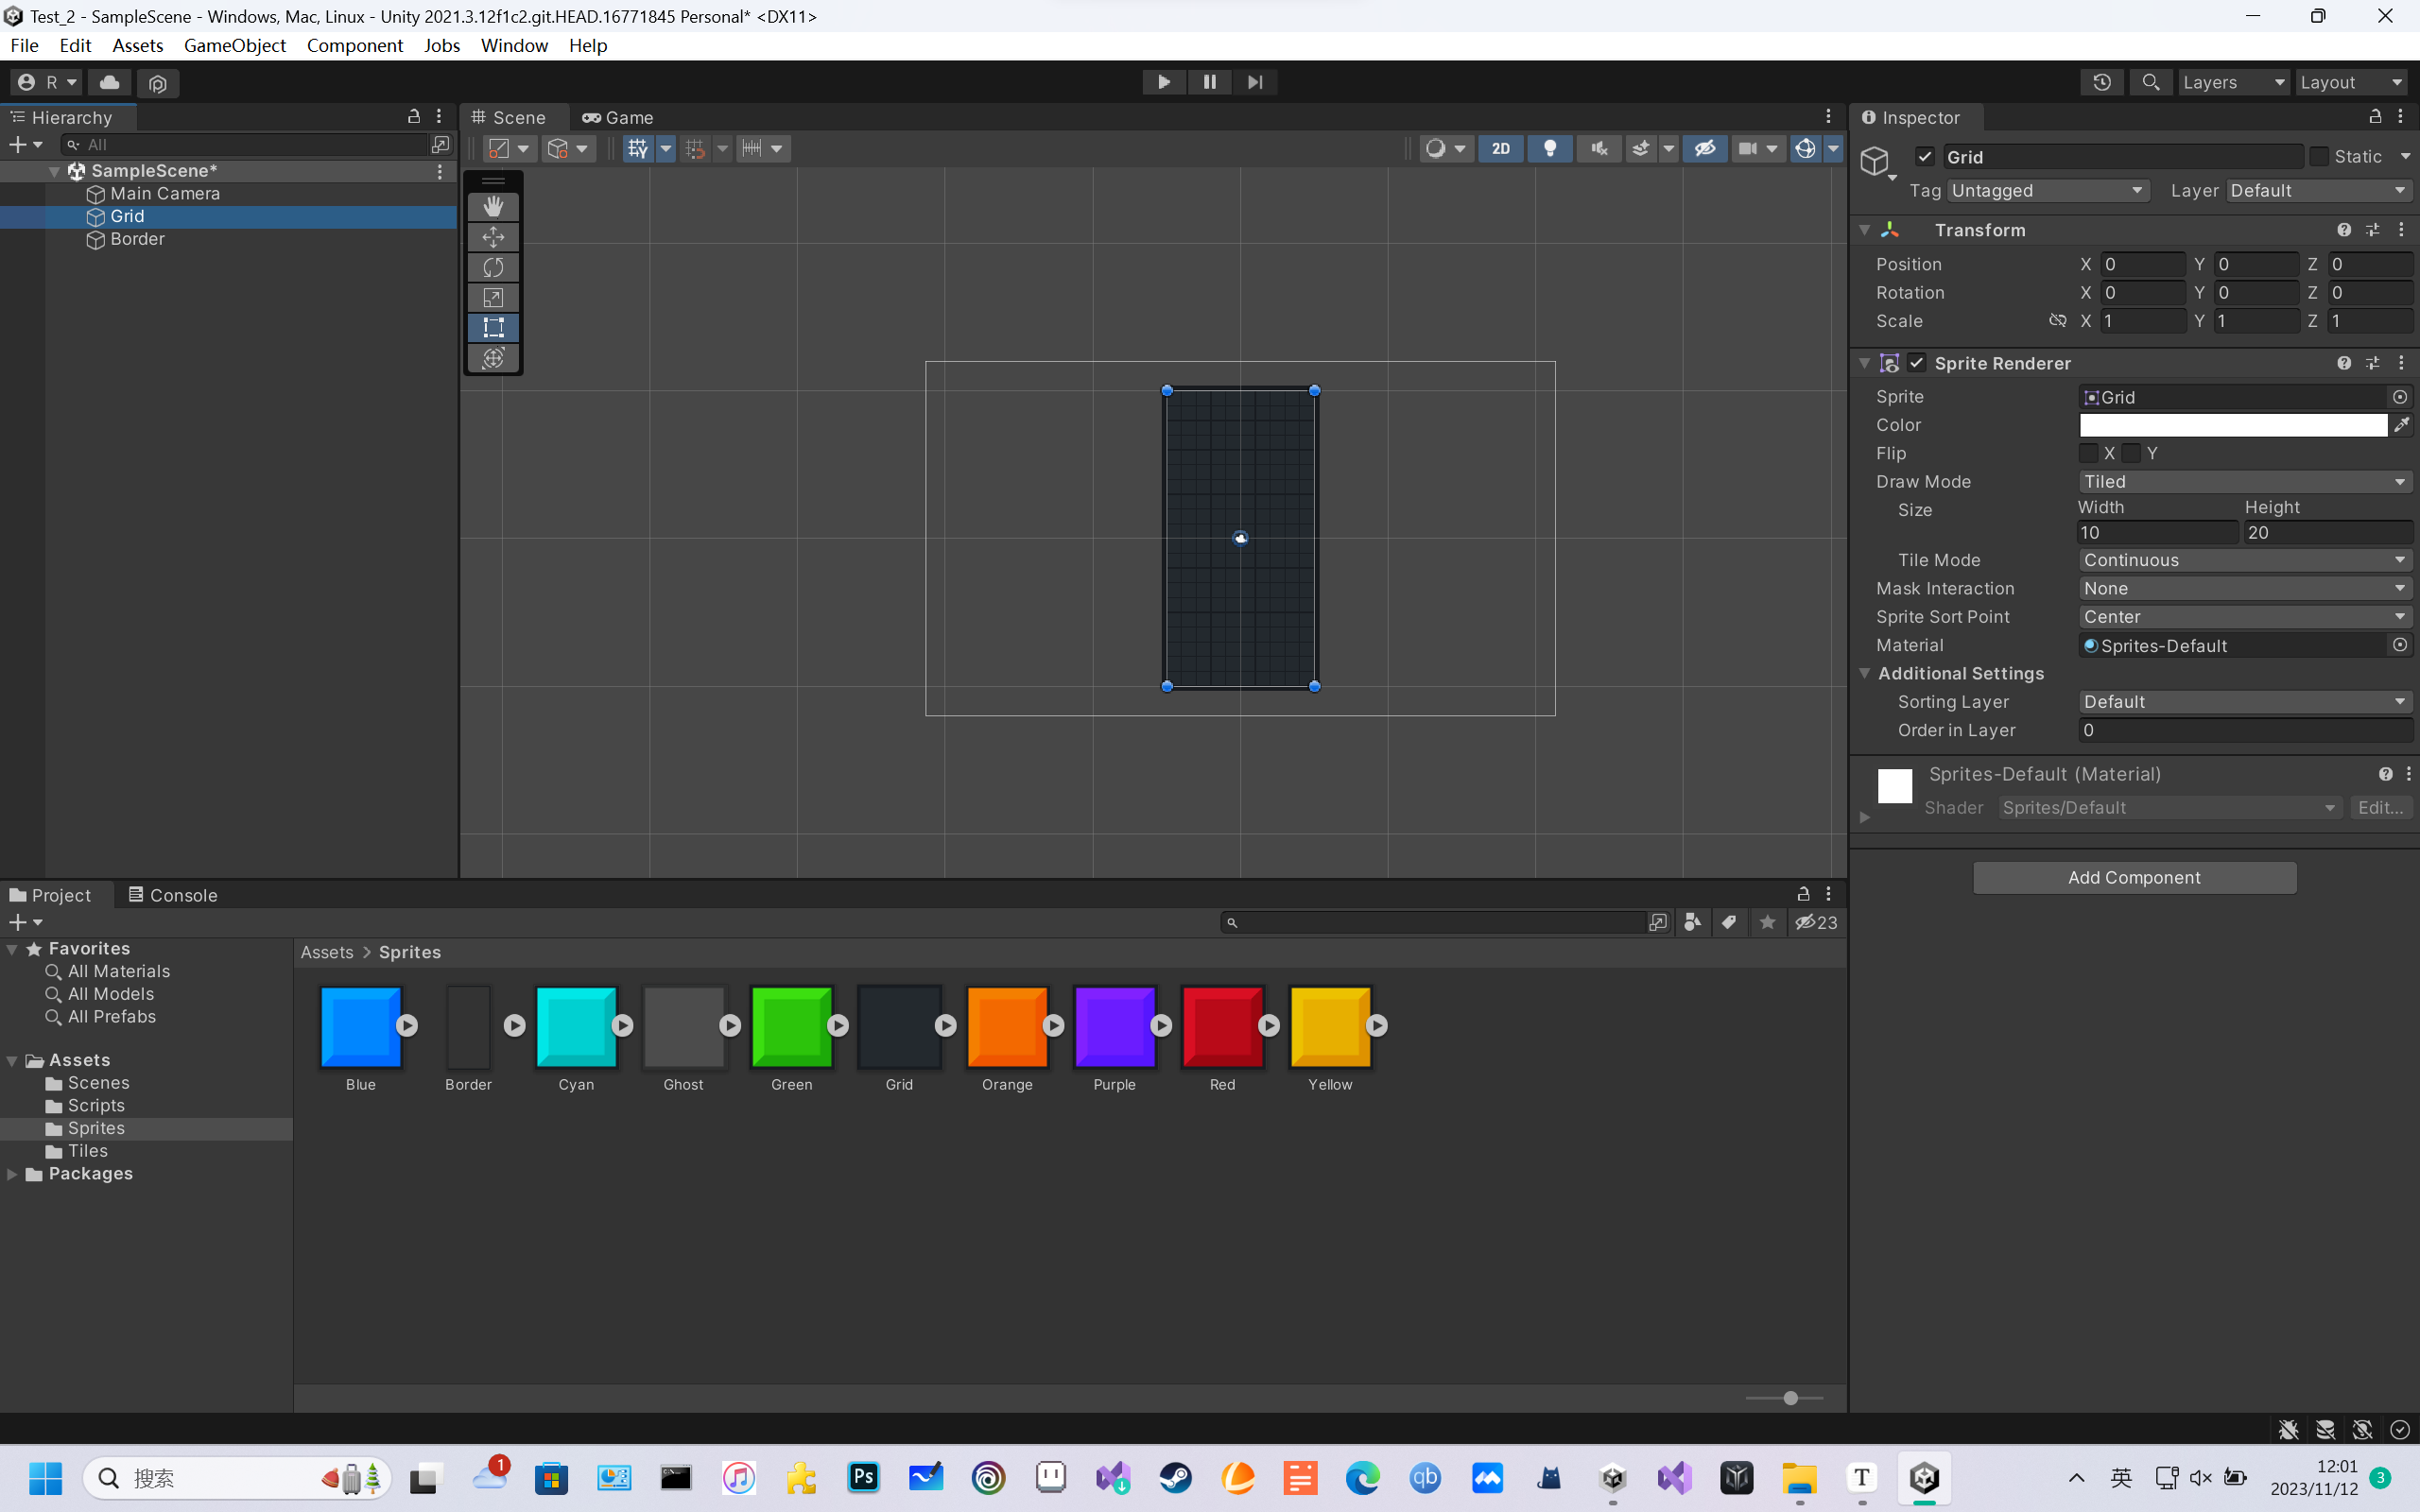 Test_2 - SampleScene - Windows, Mac, Linux - Unity 2021.3.12f1c2.git.HEAD.16771845 Personal* <DX11>
File Edit Assets GameObject Component Jobs Window Help
R Layers Layout
Hierarchy
All
SampleScene*
Main Camera
Grid
Border
Scene Game
2D
Inspector
Grid Static
Tag Untagged Layer Default
Transform
Position X 0 Y 0 Z 0
Rotation X 0 Y 0 Z 0
Scale X 1 Y 1 Z 1
Sprite Renderer
Sprite Grid
Color
Flip X Y
Draw Mode Tiled
Size Width Height
10 20
Tile Mode Continuous
Mask Interaction None
Sprite Sort Point Center
Material Sprites-Default
Additional Settings
Sorting Layer Default
Order in Layer 0
Sprites-Default (Material)
Shader Sprites/Default Edit...
Add Component
Project Console
23
Favorites
All Materials
All Models
All Prefabs
Assets
Scenes
Scripts
Sprites
Tiles
Packages
Assets > Sprites
Blue Border Cyan Ghost Green Grid Orange Purple Red Yellow
搜索
1
Ps
qb
T
英
12:01
2023/11/12
3